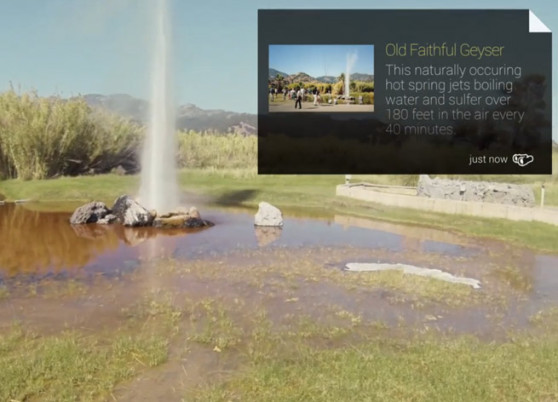 Old Faithful Geyser
This naturally occuring
hot spring jets boiling
water and sulfer over
180 feet in the air every
40 minutes.
just now